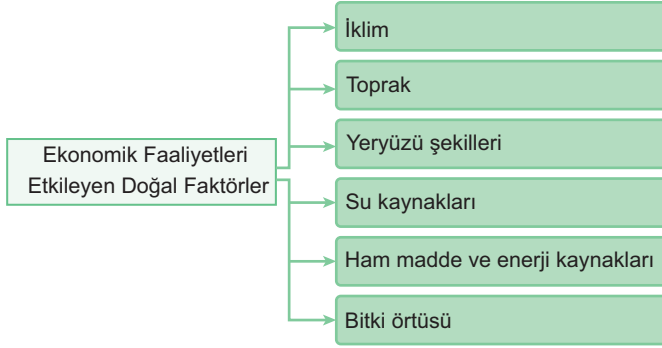 Ekonomik Faaliyetleri
Etkileyen Doğal Faktörler
İklim
Toprak
Yeryüzü şekilleri
Su kaynakları
Ham madde ve enerji kaynakları
Bitki örtüsü